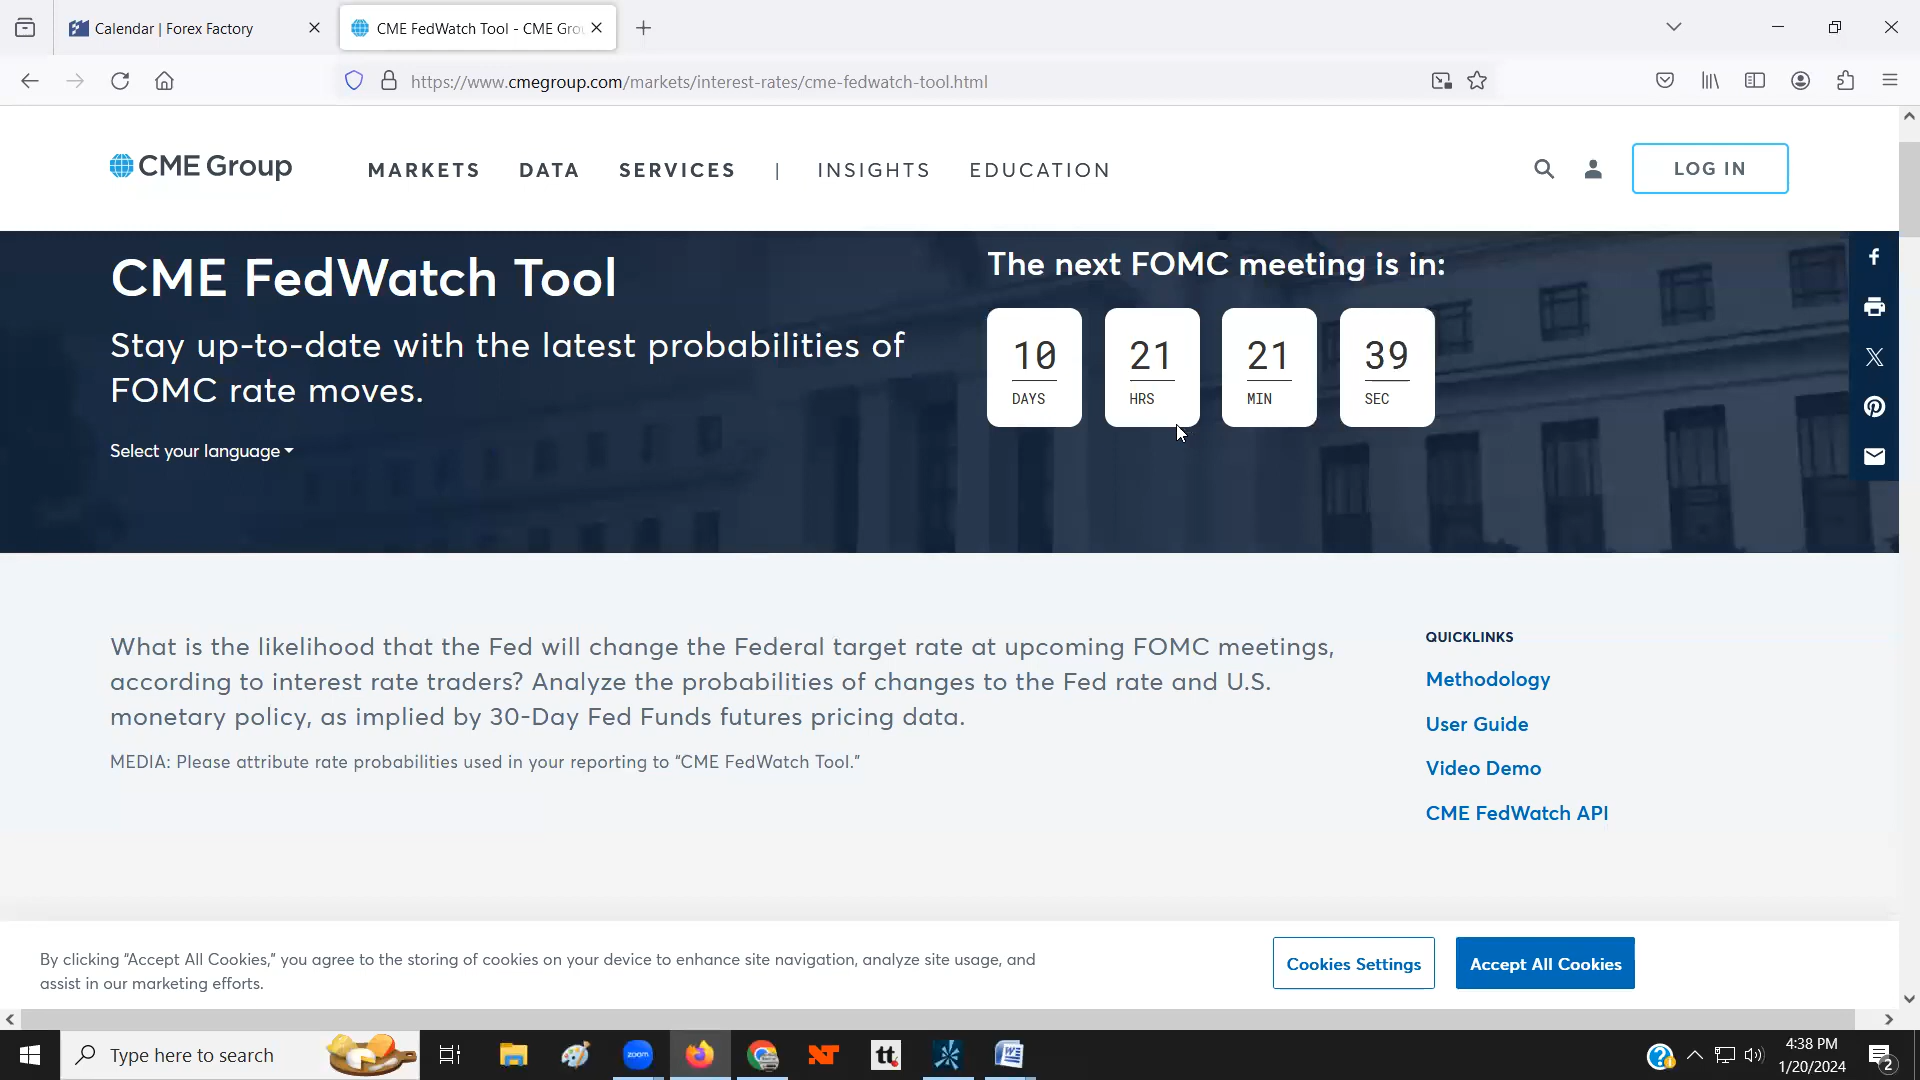 Calendar | Forex Factory
CME FedWatch Tool - CME Gro
https://www.cmegroup.com/markets/interest-rates/cme-fedwatch-tool.html
CME Group
MARKETS DATA SERVICES | INSIGHTS EDUCATION
LOG IN
CME FedWatch Tool
Stay up-to-date with the latest probabilities of
FOMC rate moves.
Select your language
The next FOMC meeting is in:
10 21 21 39
DAYS HRS MIN SEC
What is the likelihood that the Fed will change the Federal target rate at upcoming FOMC meetings,
according to interest rate traders? Analyze the probabilities of changes to the Fed rate and U.S.
monetary policy, as implied by 30-Day Fed Funds futures pricing data.
MEDIA: Please attribute rate probabilities used in your reporting to “CME FedWatch Tool.”
QUICKLINKS
Methodology
User Guide
Video Demo
CME FedWatch API
By clicking “Accept All Cookies,” you agree to the storing of cookies on your device to enhance site navigation, analyze site usage, and
assist in our marketing efforts.
Cookies Settings
Accept All Cookies
Type here to search
zoom
NT
tt
W
4:38 PM
1/20/2024
2